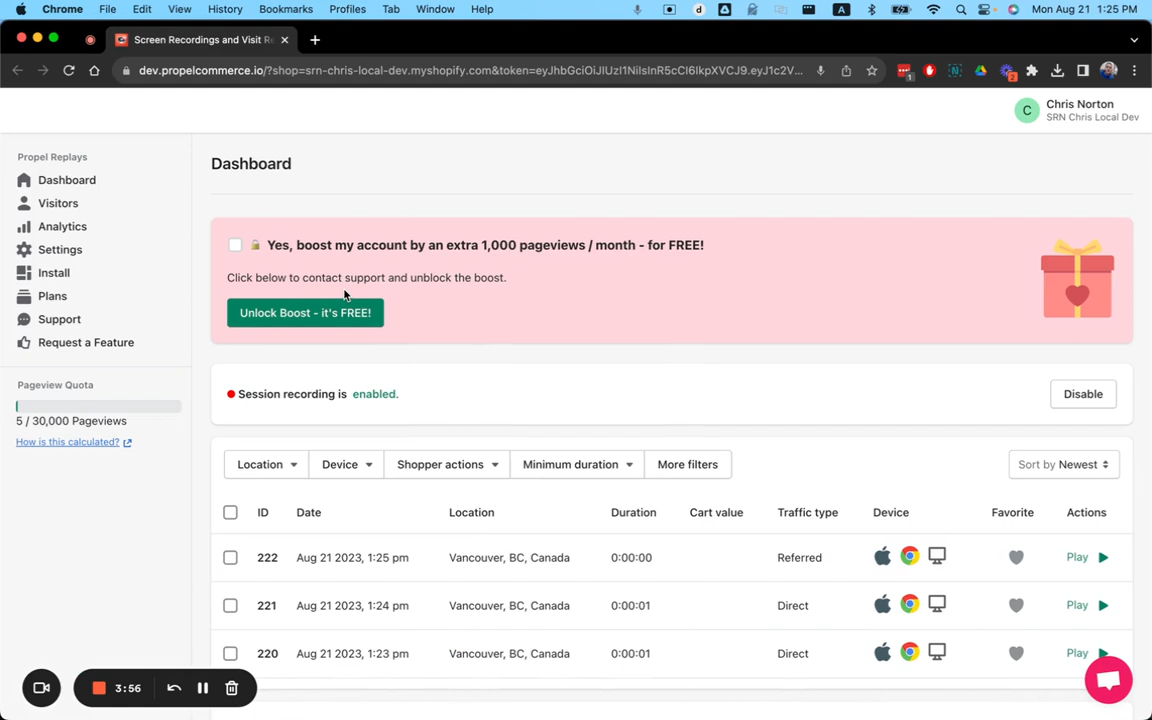 Chrome File Edit View History Bookmarks Profiles Tab Window Help d A Mon Aug 21 1:25 PM
Screen Recordings and Visit Re
dev.propelcommerce.io/?shop=srn-chris-local-dev.myshopify.com&token=eyJhbGciOiJIUzI1NiIsInR5cCI6IkpXVCJ9.eyJ1c2V... 1 N 2
C Chris Norton
SRN Chris Local Dev
Propel Replays
Dashboard
Visitors
Analytics
Settings
Install
Plans
Support
Request a Feature
Pageview Quota
5 / 30,000 Pageviews
How is this calculated?
Dashboard
Yes, boost my account by an extra 1,000 pageviews / month - for FREE!
Click below to contact support and unblock the boost.
Unlock Boost - it's FREE!
Session recording is enabled. Disable
Location Device Shopper actions Minimum duration More filters Sort by Newest
ID Date Location Duration Cart value Traffic type Device Favorite Actions
222 Aug 21 2023, 1:25 pm Vancouver, BC, Canada 0:00:00 Referred Play
221 Aug 21 2023, 1:24 pm Vancouver, BC, Canada 0:00:01 Direct Play
220 Aug 21 2023, 1:23 pm Vancouver, BC, Canada 0:00:01 Direct Play
3:56